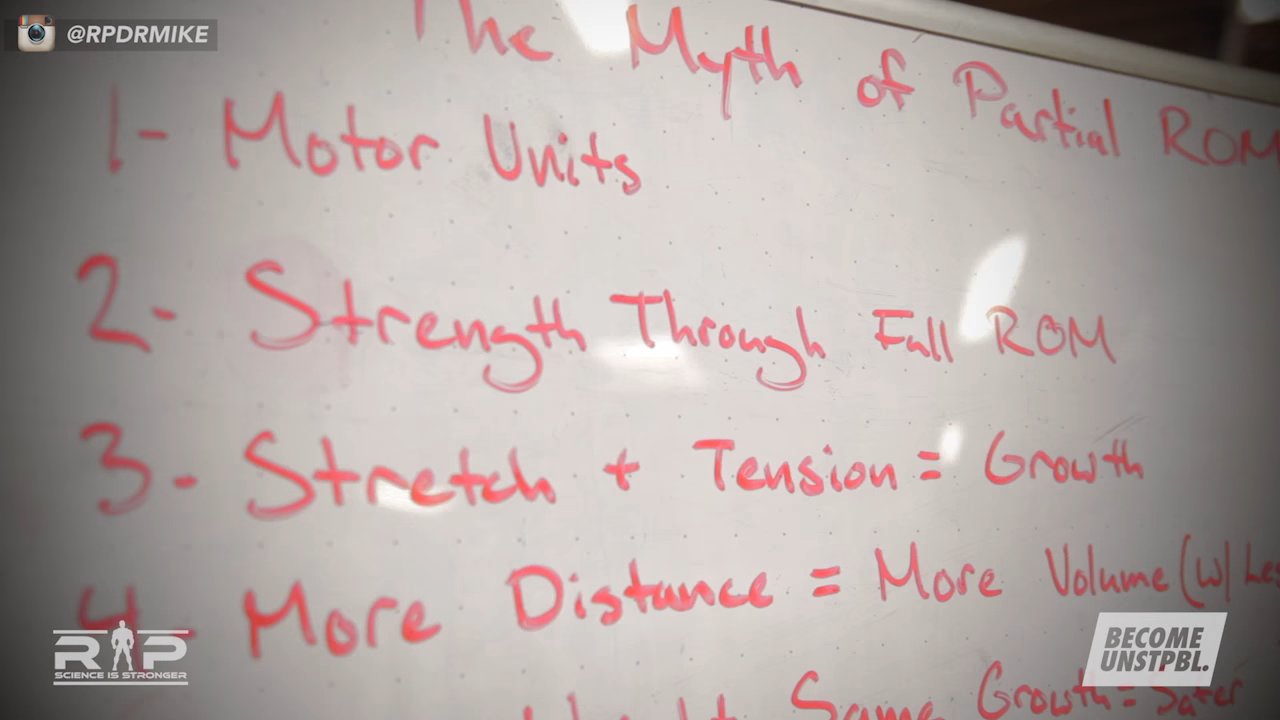 @RPDRMIKE
The Myth of Partial ROM
1- Motor Units
2- Strength Through Full ROM
3- Stretch + Tension = Growth
4- More Distance = More Volume (w/
Same Growth = Safer
RP
SCIENCE IS STRONGER
BECOME
UNSTPBL.